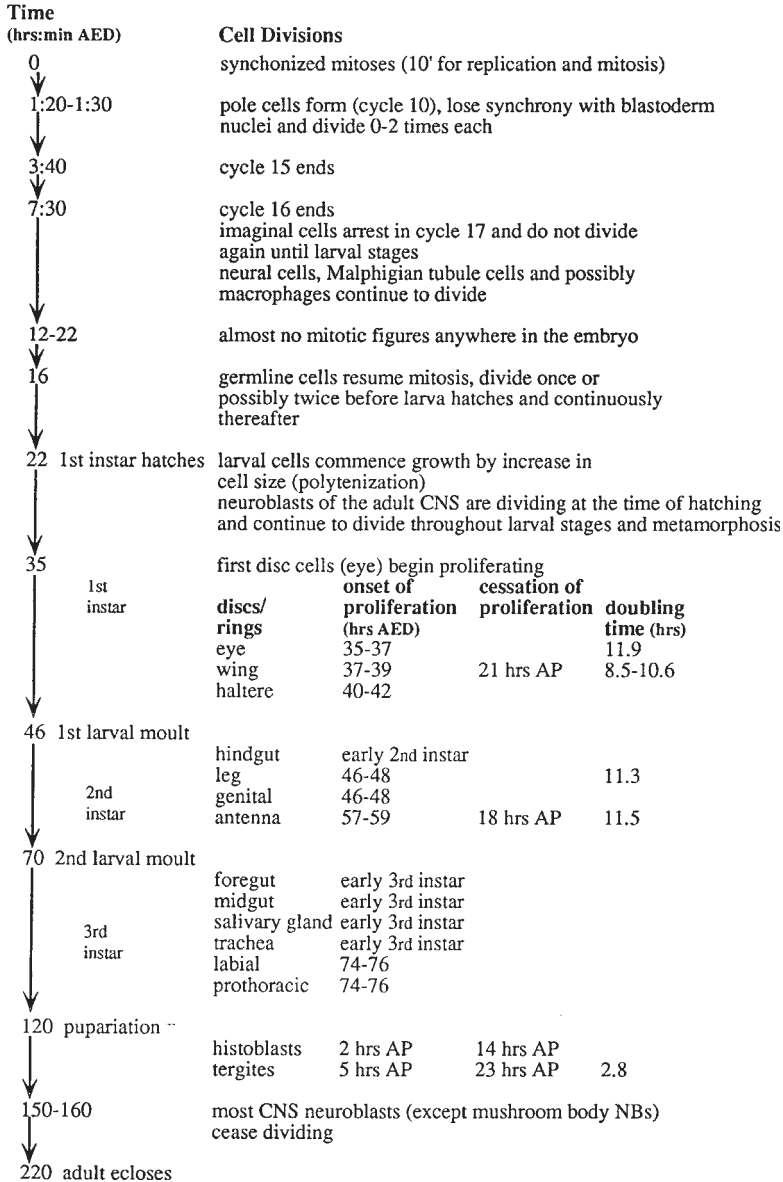 Time
(hrs:min AED) Cell Divisions
0 synchonized mitoses (10' for replication and mitosis)
1:20-1:30 pole cells form (cycle 10), lose synchrony with blastoderm
nuclei and divide 0-2 times each
3:40 cycle 15 ends
7:30 cycle 16 ends
imaginal cells arrest in cycle 17 and do not divide
again until larval stages
neural cells, Malphigian tubule cells and possibly
macrophages continue to divide
12-22 almost no mitotic figures anywhere in the embryo
16 germline cells resume mitosis, divide once or
possibly twice before larva hatches and continuously
thereafter
22 1st instar hatches larval cells commence growth by increase in
cell size (polytenization)
neuroblasts of the adult CNS are dividing at the time of hatching
and continue to divide throughout larval stages and metamorphosis
35 first disc cells (eye) begin proliferating
1st onset of cessation of
instar discs/ proliferation proliferation doubling
rings (hrs AED) time (hrs)
eye 35-37 11.9
wing 37-39 21 hrs AP 8.5-10.6
haltere 40-42
46 1st larval moult
hindgut early 2nd instar
leg 46-48 11.3
2nd genital 46-48
instar antenna 57-59 18 hrs AP 11.5
70 2nd larval moult
foregut early 3rd instar
midgut early 3rd instar
salivary gland early 3rd instar
3rd trachea early 3rd instar
instar labial 74-76
prothoracic 74-76
120 pupariation
histoblasts 2 hrs AP 14 hrs AP
tergites 5 hrs AP 23 hrs AP 2.8
150-160 most CNS neuroblasts (except mushroom body NBs)
cease dividing
220 adult ecloses